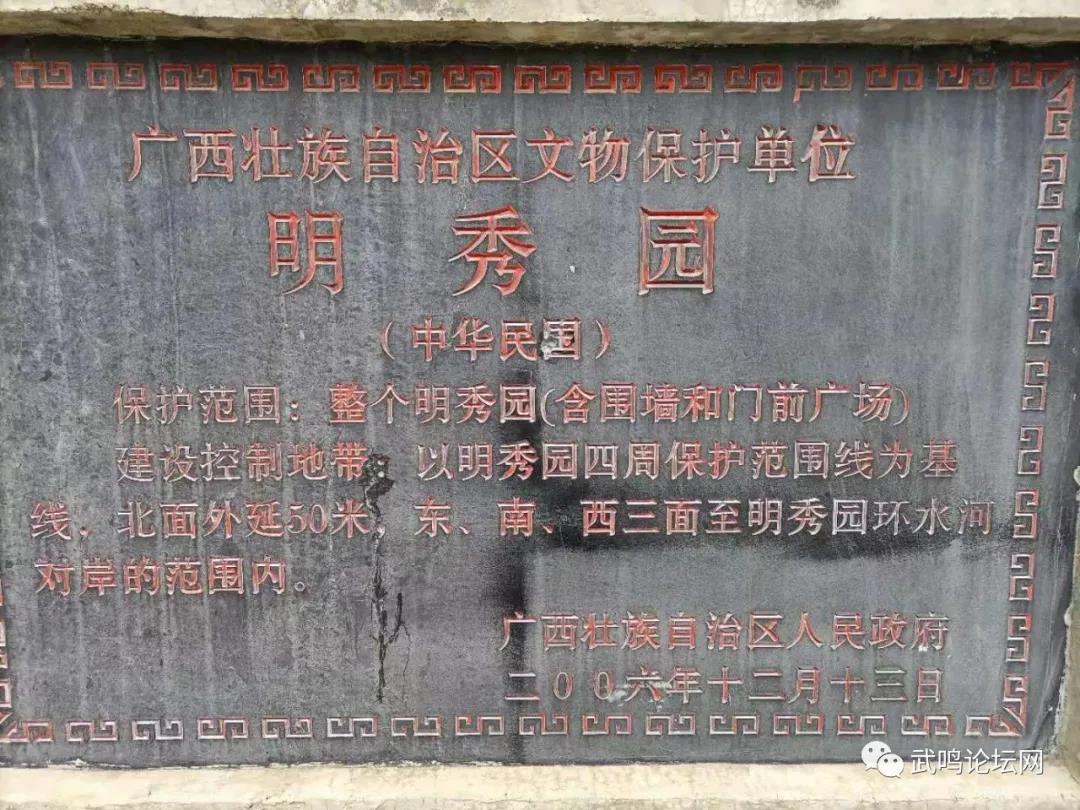 广西壮族自治区文物保护单位
明秀园
（中华民国）
保护范围：整个明秀园(含围墙和门前广场)
建设控制地带 以明秀园四周保护范围线为基
线，北面外延50米，东、南、西三面至明秀园环水河
对岸的范围内。
广西壮族自治区人民政府
二00六年十二月十三日
武鸣论坛网